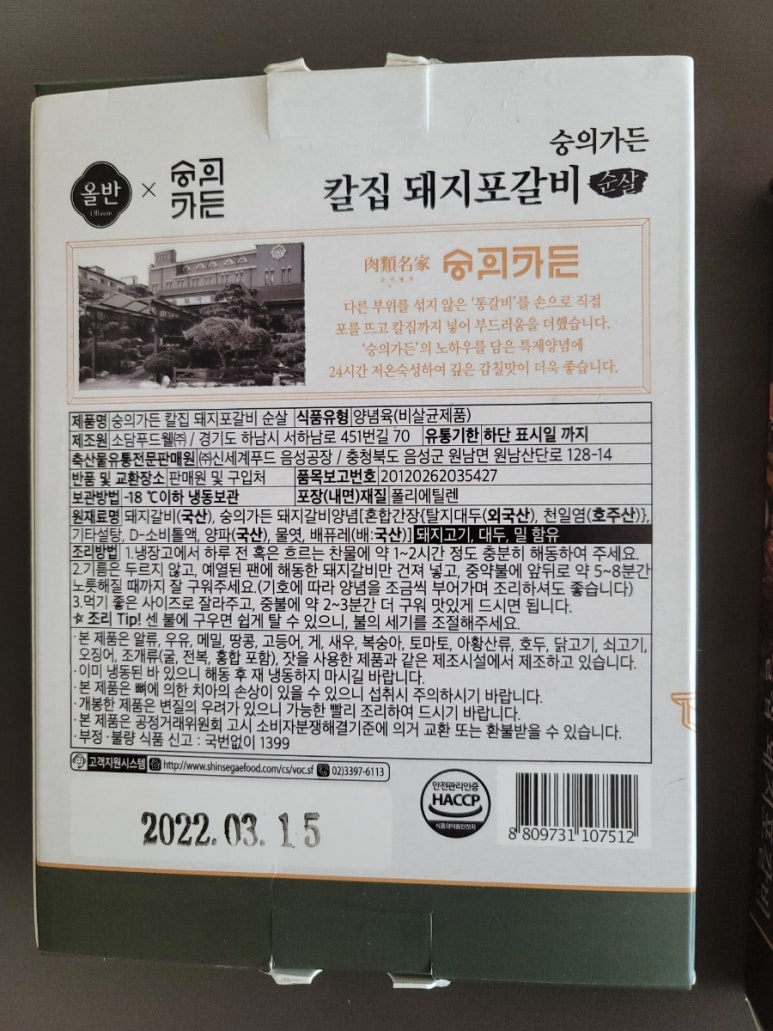 숭의가든
올반
Olbaan
×
숭의
가든
칼집 돼지포갈비 순살
肉類名家 숭의가든
다른 부위를 섞지 않은 '통갈비'를 손으로 직접
포를 뜨고 칼집까지 넣어 부드러움을 더했습니다.
'숭의가든'의 노하우를 담은 특제양념에
24시간 저온숙성하여 깊은 감칠맛이 더욱 좋습니다.
제품명 숭의가든 칼집 돼지포갈비 순살 식품유형 양념육(비살균제품)
제조원 소담푸드웰㈜ / 경기도 하남시 서하남로 451번길 70 유통기한 하단 표시일 까지
축산물유통전문판매원 ㈜신세계푸드 음성공장 / 충청북도 음성군 원남면 원남산단로 128-14
반품 및 교환장소 판매원 및 구입처 품목보고번호 20120262035427
보관방법 -18 ℃이하 냉동보관 포장(내면)재질 폴리에틸렌
원재료명 돼지갈비(국산), 숭의가든 돼지갈비양념[혼합간장{탈지대두(외국산), 천일염(호주산)},
기타설탕, D-소비톨액, 양파(국산), 물엿, 배퓨레(배:국산)] 돼지고기, 대두, 밀 함유
조리방법 1.냉장고에서 하루 전 혹은 흐르는 찬물에 약 1~2시간 정도 충분히 해동하여 주세요.
2.기름은 두르지 않고, 예열된 팬에 해동한 돼지갈비만 건져 넣고, 중약불에 앞뒤로 약 5~8분간
노릇해질 때까지 잘 구워주세요.(기호에 따라 양념을 조금씩 부어가며 조리하셔도 좋습니다)
3.먹기 좋은 사이즈로 잘라주고, 중불에 약 2~3분간 더 구워 맛있게 드시면 됩니다.
☆ 조리 Tip! 센 불에 구우면 쉽게 탈 수 있으니, 불의 세기를 조절해주세요.
·본 제품은 알류, 우유, 메밀, 땅콩, 고등어, 게, 새우, 복숭아, 토마토, 아황산류, 호두, 닭고기, 쇠고기,
오징어, 조개류(굴, 전복, 홍합 포함), 잣을 사용한 제품과 같은 제조시설에서 제조하고 있습니다.
·이미 냉동된 바 있으니 해동 후 재 냉동하지 마시길 바랍니다.
·본 제품은 뼈에 의한 치아의 손상이 있을 수 있으니 섭취시 주의하시기 바랍니다.
·개봉한 제품은 변질의 우려가 있으니 가능한 빨리 조리하여 드시기 바랍니다.
·본 제품은 공정거래위원회 고시 소비자분쟁해결기준에 의거 교환 또는 환불받을 수 있습니다.
·부정·불량 식품 신고 : 국번없이 1399
고객지원시스템 http://www.shinsegaefood.com/cs/voc.sf 02)3397-6113
안전관리인증
HACCP
식품의약품안전처
8 809731 107512
2022.03.15